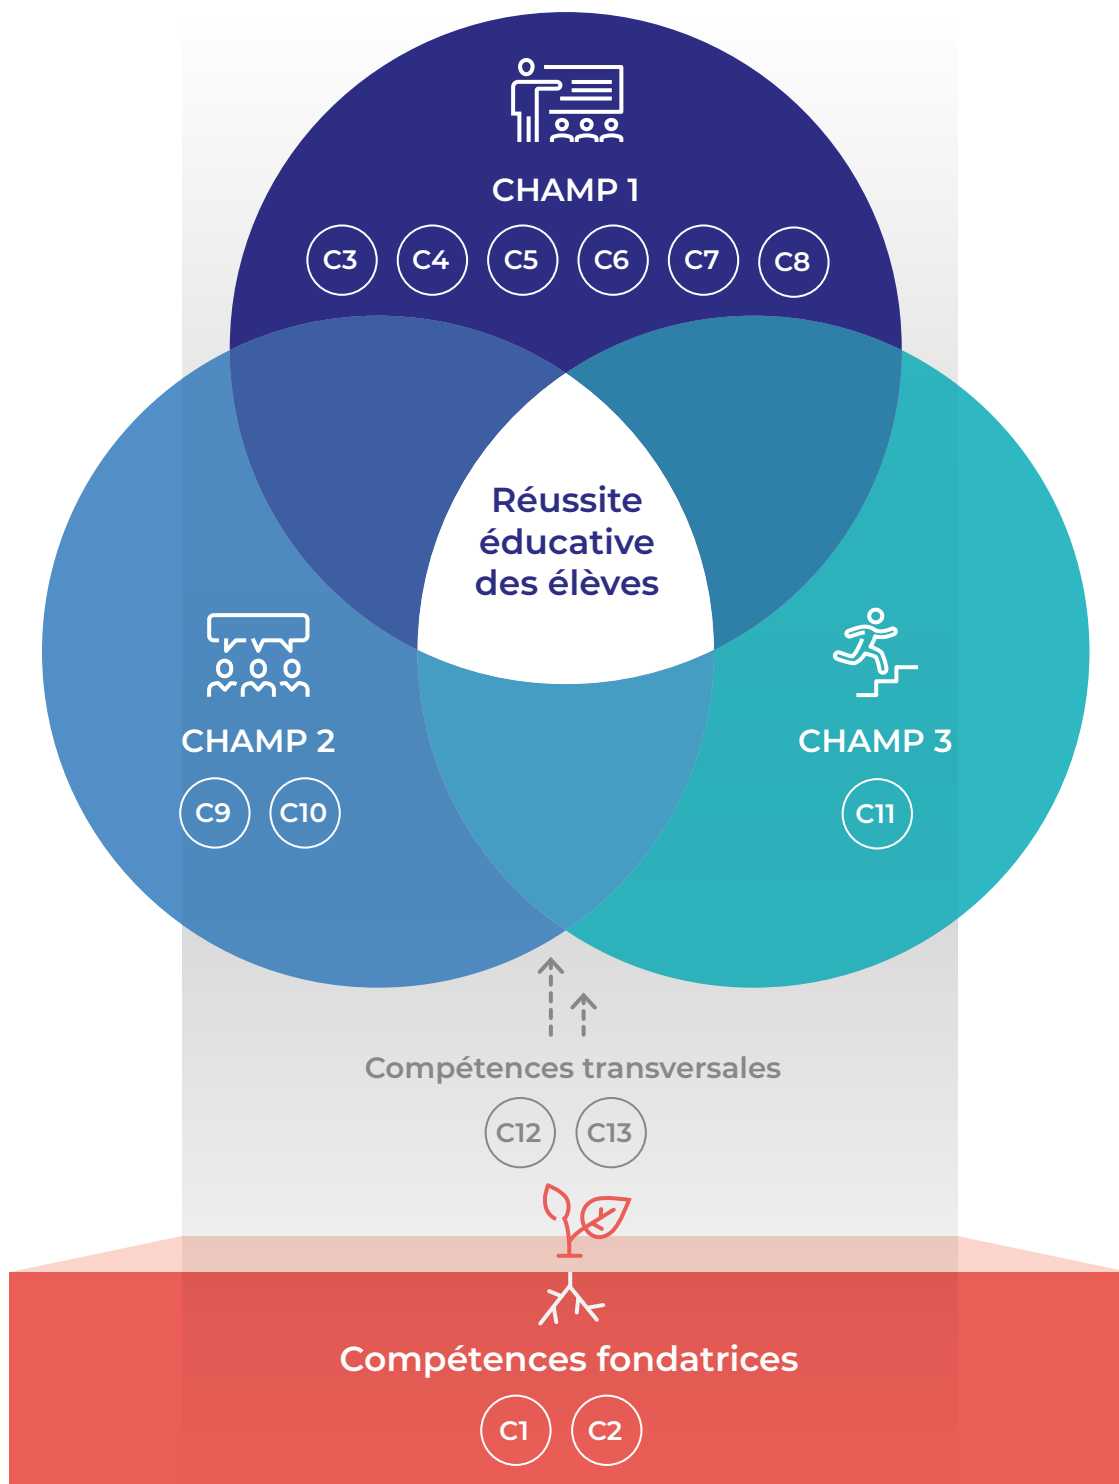 CHAMP 1
C3 C4 C5 C6 C7 C8
Réussite
éducative
des élèves
CHAMP 2
C9 C10
CHAMP 3
C11
Compétences transversales
C12 C13
Compétences fondatrices
C1 C2